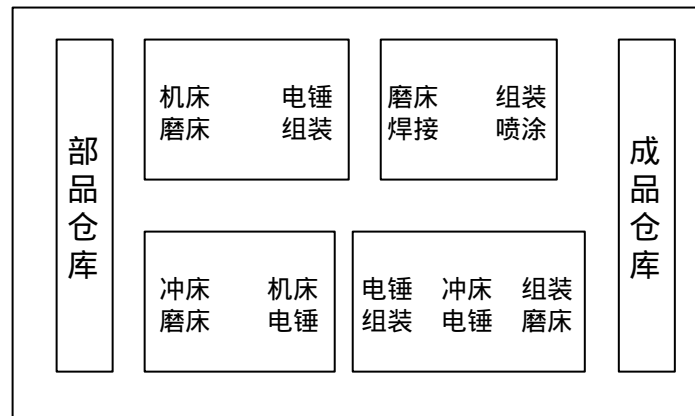 部品仓库
机床 电锤
磨床 组装
磨床 组装
焊接 喷涂
冲床 机床
磨床 电锤
电锤 冲床 组装
组装 电锤 磨床
成品仓库